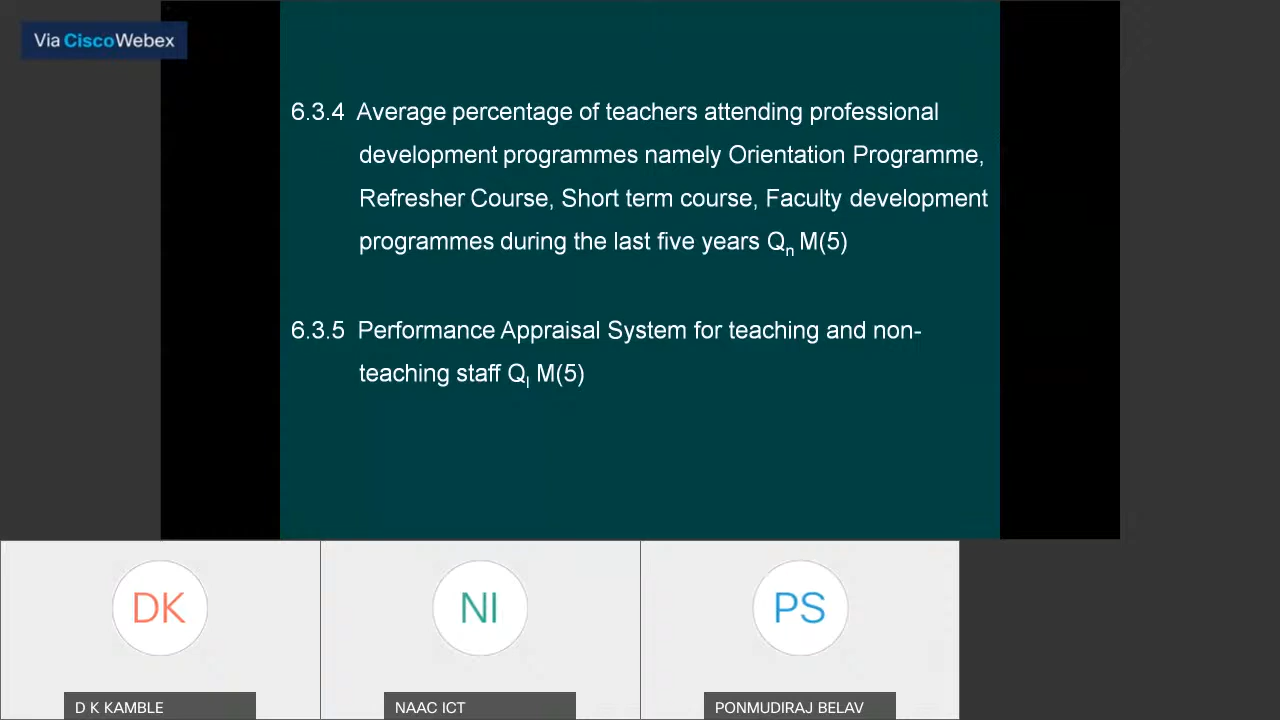 Via CiscoWebex
6.3.4 Average percentage of teachers attending professional
development programmes namely Orientation Programme,
Refresher Course, Short term course, Faculty development
programmes during the last five years Qn M(5)
6.3.5 Performance Appraisal System for teaching and non-
teaching staff Ql M(5)
DK
NI
PS
D K KAMBLE
NAAC ICT
PONMUDIRAJ BELAV